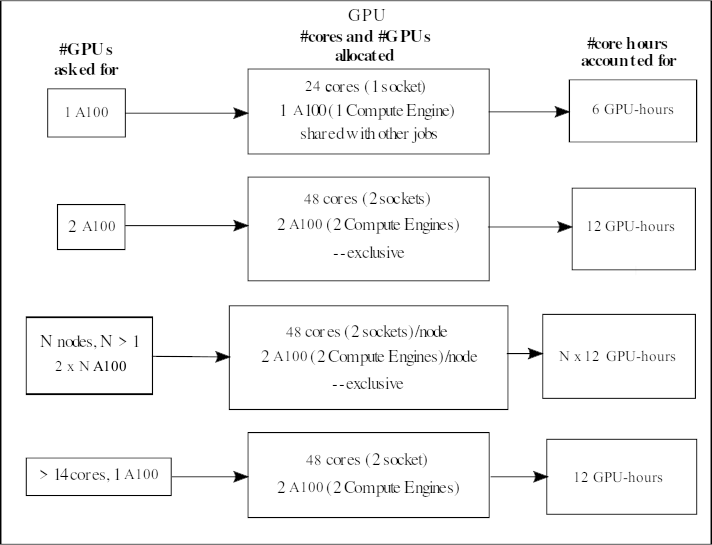 GPU
#GPUs
asked for
#cores and #GPUs
allocated
#core hours
accounted for
1 A100
24 cores (1 socket)
1 A100 (1 Compute Engine)
shared with other jobs
6 GPU-hours
2 A100
48 cores (2 sockets)
2 A100 (2 Compute Engines)
--exclusive
12 GPU-hours
N nodes, N > 1
2 x N A100
48 cores (2 sockets)/node
2 A100 (2 Compute Engines)/node
--exclusive
N x 12 GPU-hours
> 14 cores, 1 A100
48 cores (2 socket)
2 A100 (2 Compute Engines)
12 GPU-hours